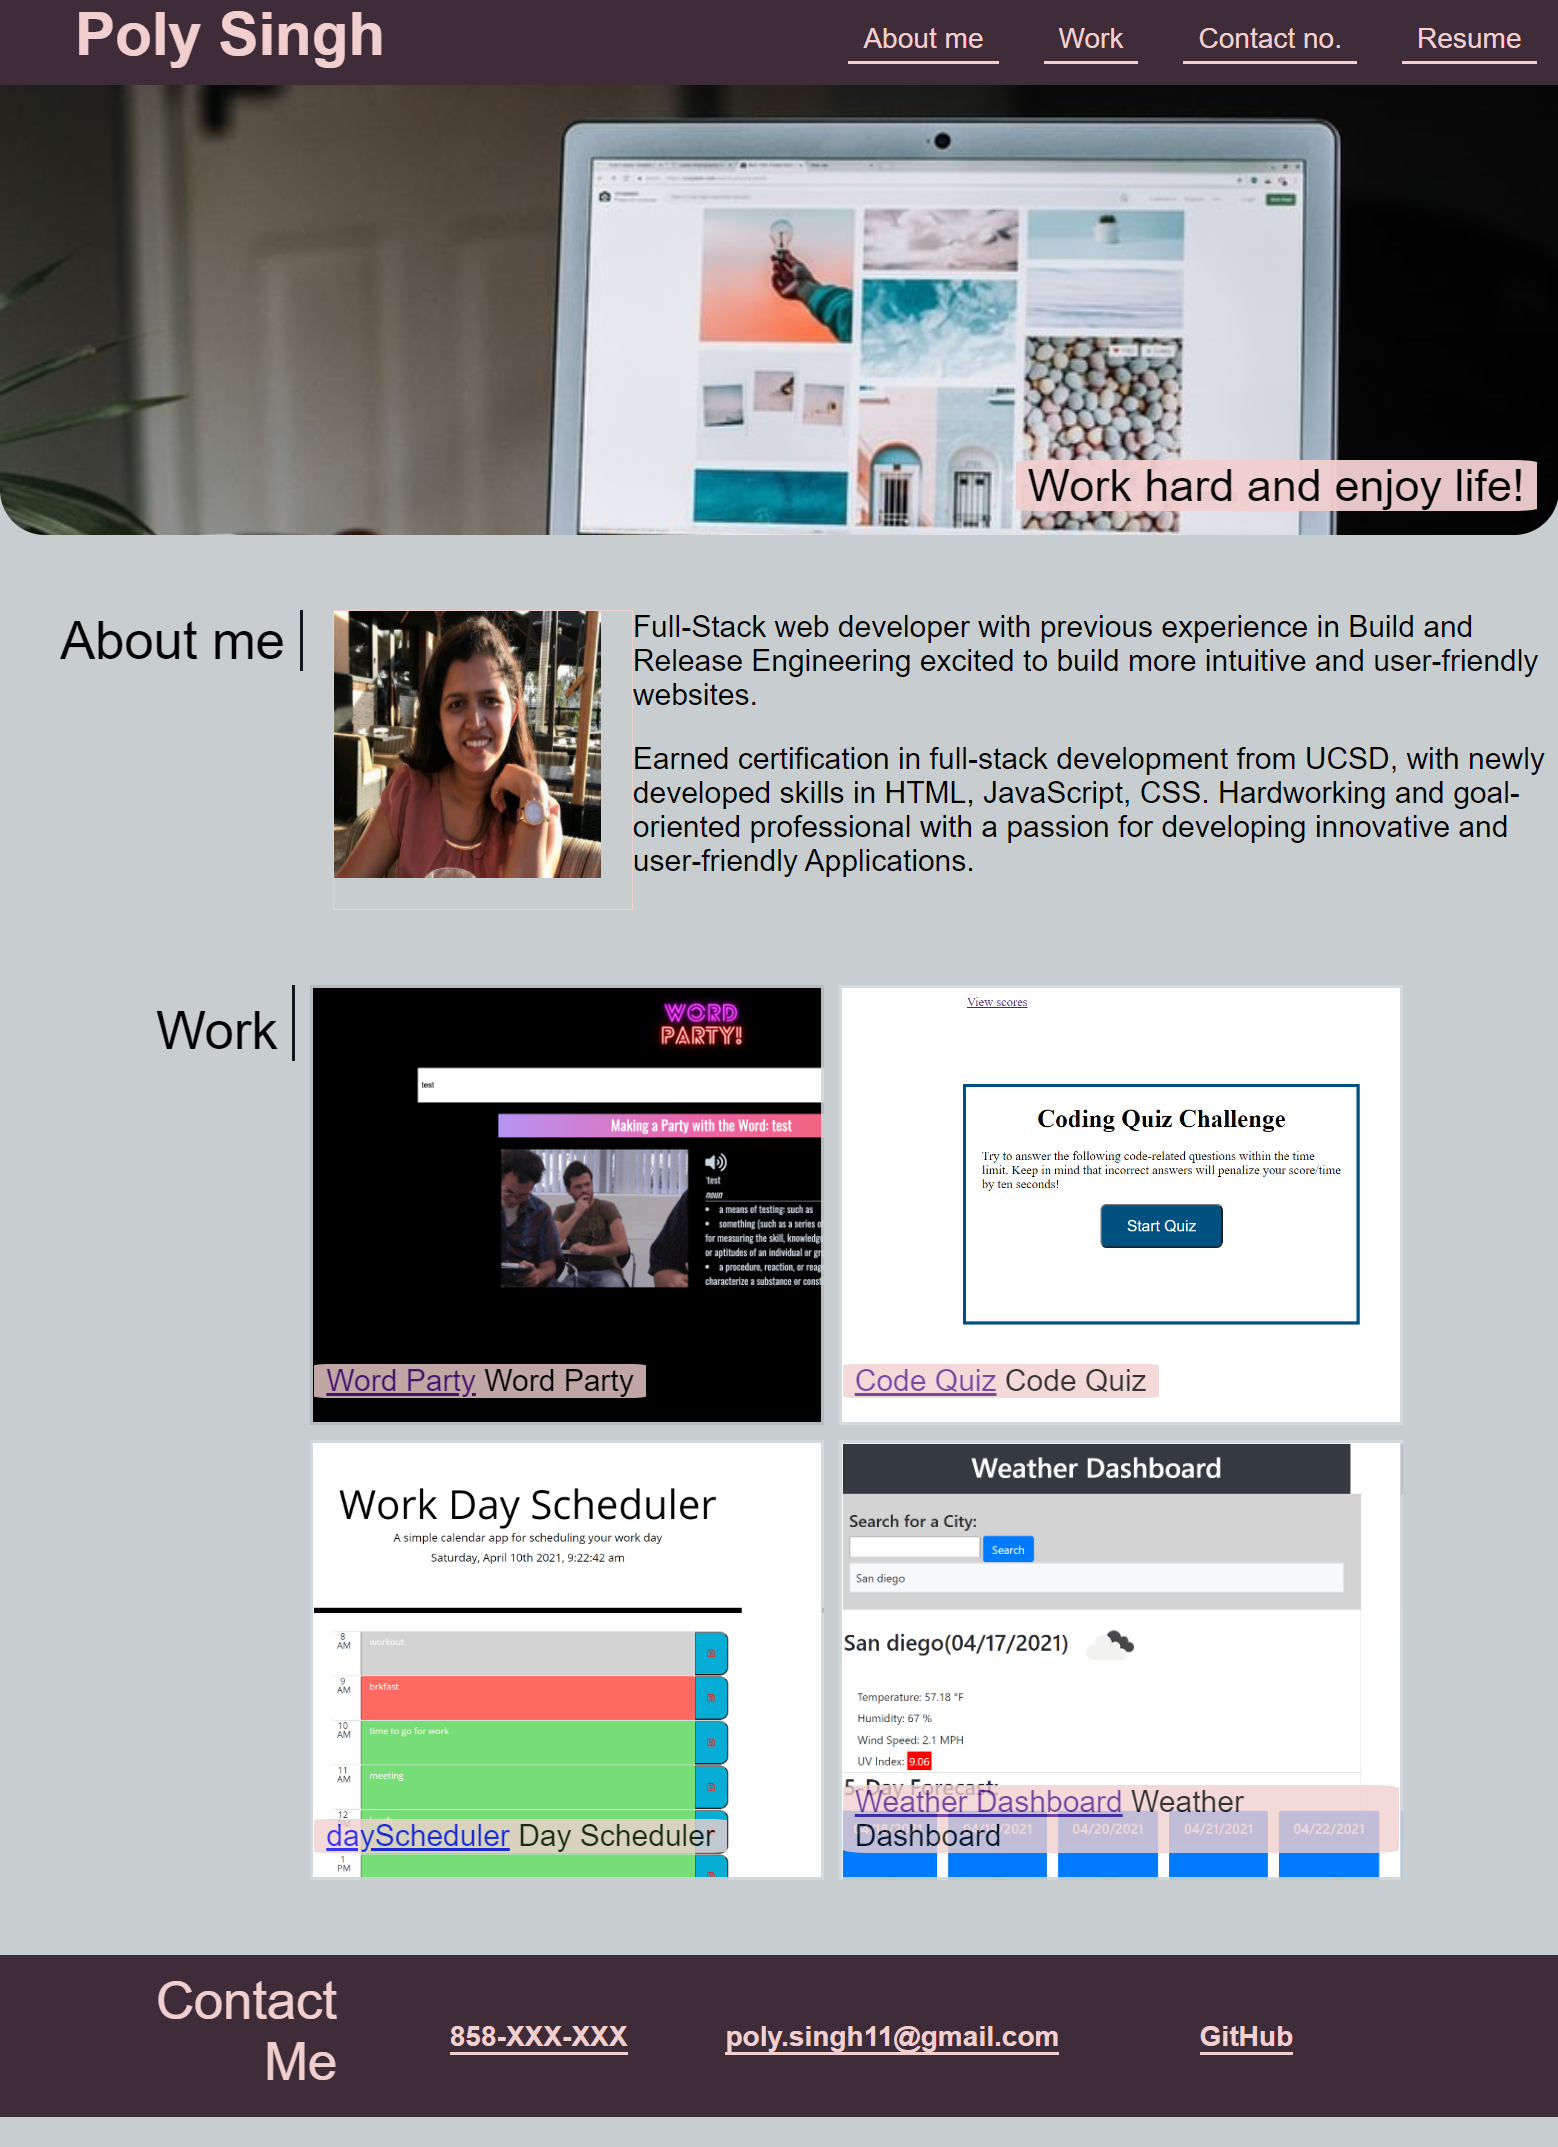 Poly Singh
About me
Work
Contact no.
Resume
Work hard and enjoy life!
About me
Full-Stack web developer with previous experience in Build and
Release Engineering excited to build more intuitive and user-friendly
websites.
Earned certification in full-stack development from UCSD, with newly
developed skills in HTML, JavaScript, CSS. Hardworking and goal-
oriented professional with a passion for developing innovative and
user-friendly Applications.
Work
WORD
PARTY!
test
Making a Party with the Word: test
'test
noun
• a means of testing: such as
• something (such as a series o
for measuring the skill, knowledg
or aptitudes of an individual or gr
• a procedure, reaction, or reag
characterize a substance or const
Word Party Word Party
View scores
Coding Quiz Challenge
Try to answer the following code-related questions within the time
limit. Keep in mind that incorrect answers will penalize your score/time
by ten seconds!
Start Quiz
Code Quiz Code Quiz
Work Day Scheduler
A simple calendar app for scheduling your work day
Saturday, April 10th 2021, 9:22:42 am
8
AM
workout
9
AM
brkfast
10
AM
time to go for work
11
AM
meeting
12
dayScheduler Day Scheduler
1
PM
Weather Dashboard
Search for a City:
Search
San diego
San diego(04/17/2021)
Temperature: 57.18 °F
Humidity: 67 %
Wind Speed: 2.1 MPH
UV Index: 9.06
5-Day Forecast:
Weather Dashboard Weather
Dashboard
04/20/2021
04/21/2021
04/22/2021
Contact
Me
858-XXX-XXX
poly.singh11@gmail.com
GitHub